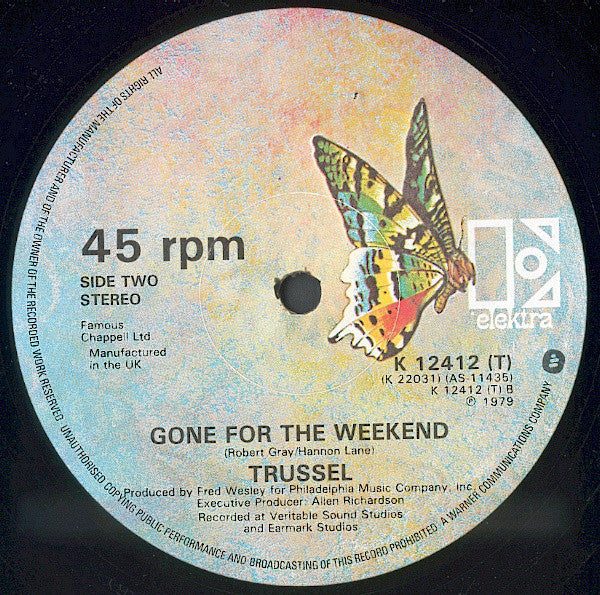 45 rpm
SIDE TWO
STEREO
Famous
Chappell Ltd
Manufactured
in the UK
elektra
K 12412 (T)
(K 22031) (AS-11435)
K 12412 (T) B
℗ 1979
GONE FOR THE WEEKEND
(Robert Gray/Hannon Lane)
TRUSSEL
Produced by Fred Wesley for Philadelphia Music Company, Inc.
Executive Producer: Allen Richardson
Recorded at Veritable Sound Studios
and Earmark Studios
ALL RIGHTS OF THE MANUFACTURER AND OF THE OWNER OF THE RECORDED WORK RESERVED UNAUTHORISED COPYING PUBLIC PERFORMANCE AND BROADCASTING OF THIS RECORD PROHIBITED A WARNER COMMUNICATIONS COMPANY